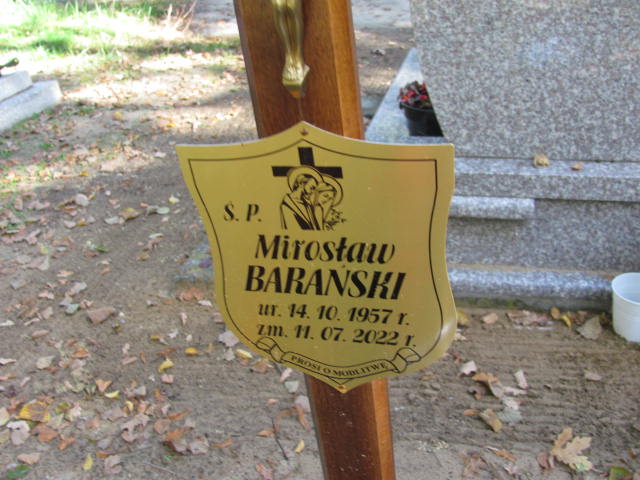 Ś. P.
Mirosław
BARAŃSKI
ur. 14. 10. 1957 r.
zm. 11. 07. 2022 r.
PROSI O MODLITWĘ